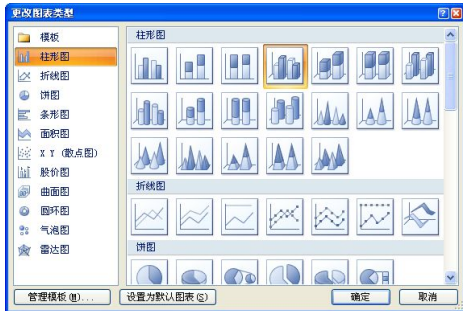 更改图表类型
模板
柱形图
折线图
饼图
条形图
面积图
X Y (散点图)
股价图
曲面图
圆环图
气泡图
雷达图
柱形图
折线图
饼图
管理模板(M)...
设置为默认图表(S)
确定
取消